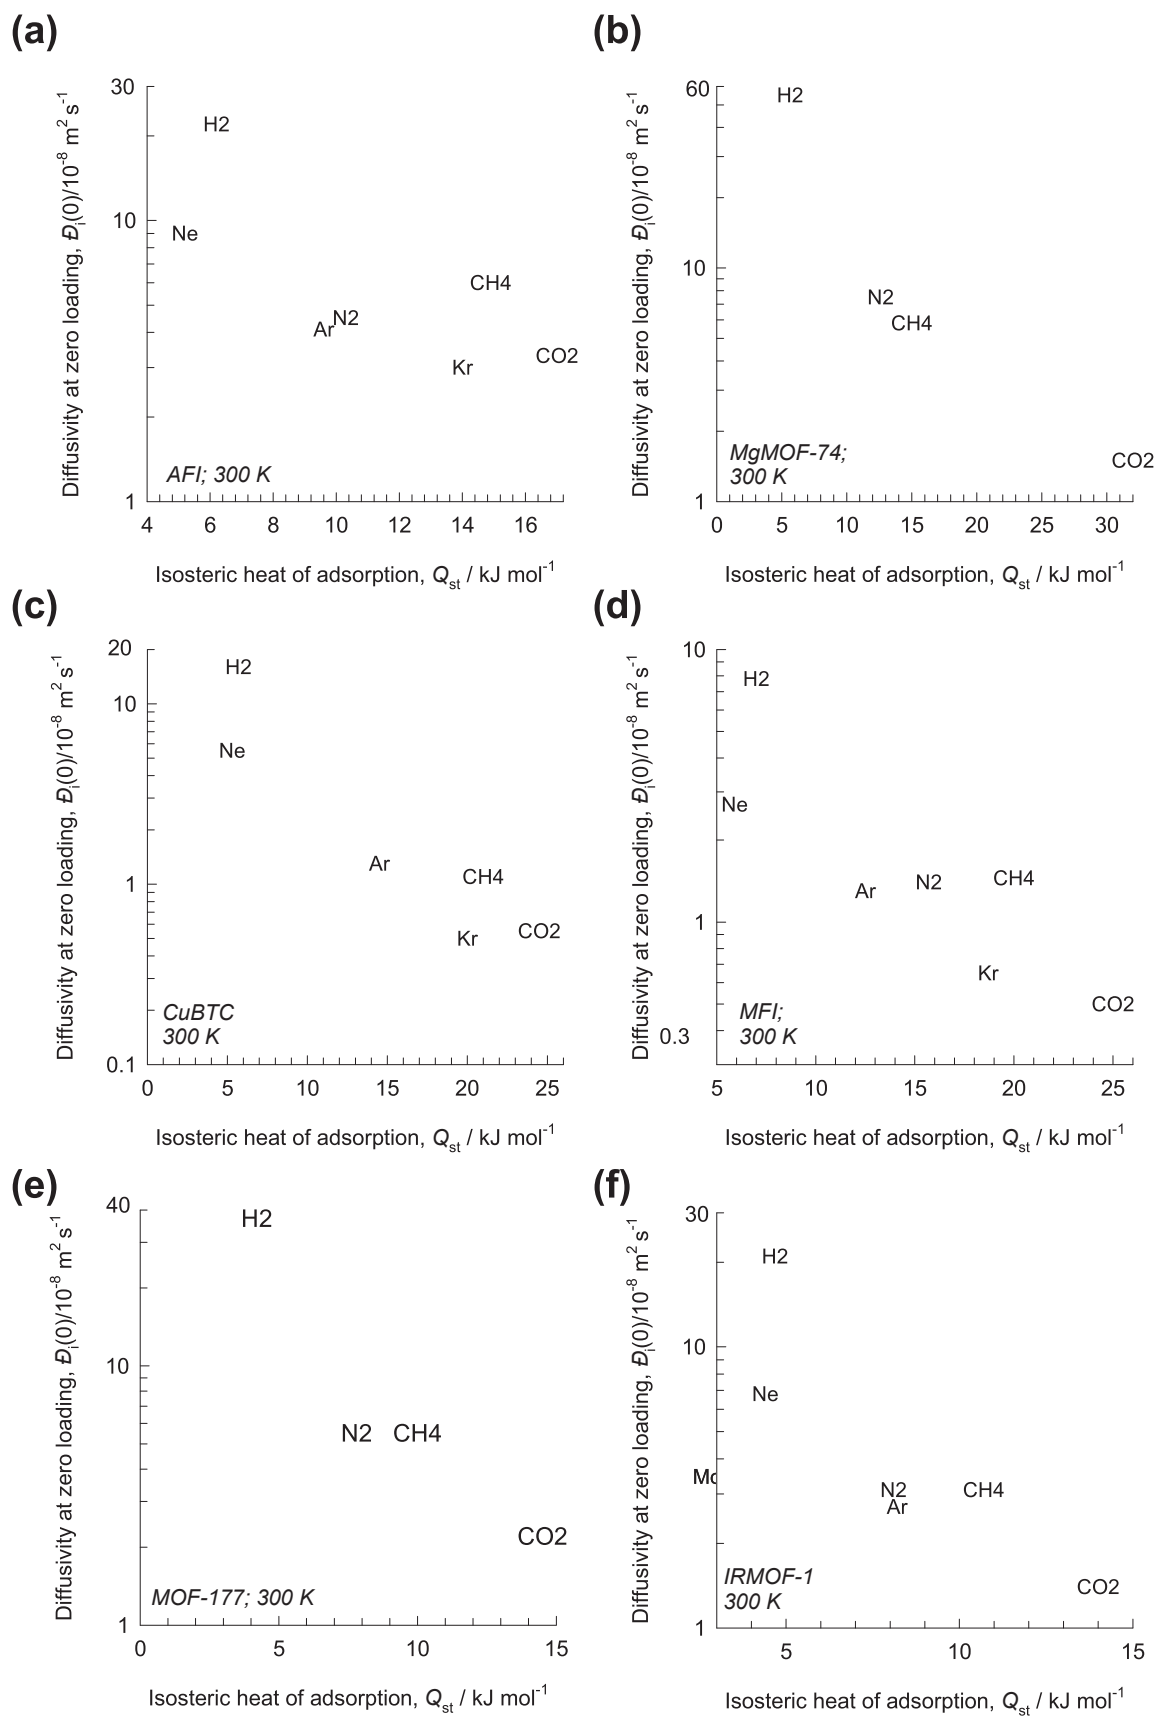 (a)
Diffusivity at zero loading, Đi(0)/10-8 m2 s-1
30
10
1
H2
Ne
CH4
N2
Ar
Kr
CO2
AFI; 300 K
4 6 8 10 12 14 16
Isosteric heat of adsorption, Qst / kJ mol-1
(b)
Diffusivity at zero loading, Đi(0)/10-8 m2 s-1
60
10
1
H2
N2
CH4
CO2
MgMOF-74;
300 K
0 5 10 15 20 25 30
Isosteric heat of adsorption, Qst / kJ mol-1
(c)
Diffusivity at zero loading, Đi(0)/10-8 m2 s-1
20
10
1
0.1
H2
Ne
Ar
CH4
Kr
CO2
CuBTC
300 K
0 5 10 15 20 25
Isosteric heat of adsorption, Qst / kJ mol-1
(d)
Diffusivity at zero loading, Đi(0)/10-8 m2 s-1
10
1
0.3
H2
Ne
Ar
N2
CH4
Kr
CO2
MFI;
300 K
5 10 15 20 25
Isosteric heat of adsorption, Qst / kJ mol-1
(e)
Diffusivity at zero loading, Đi(0)/10-8 m2 s-1
40
10
1
H2
N2 CH4
CO2
MOF-177; 300 K
0 5 10 15
Isosteric heat of adsorption, Qst / kJ mol-1
(f)
Diffusivity at zero loading, Đi(0)/10-8 m2 s-1
30
10
1
H2
Ne
N2
CH4
Ar
CO2
IRMOF-1
300 K
5 10 15
Isosteric heat of adsorption, Qst / kJ mol-1